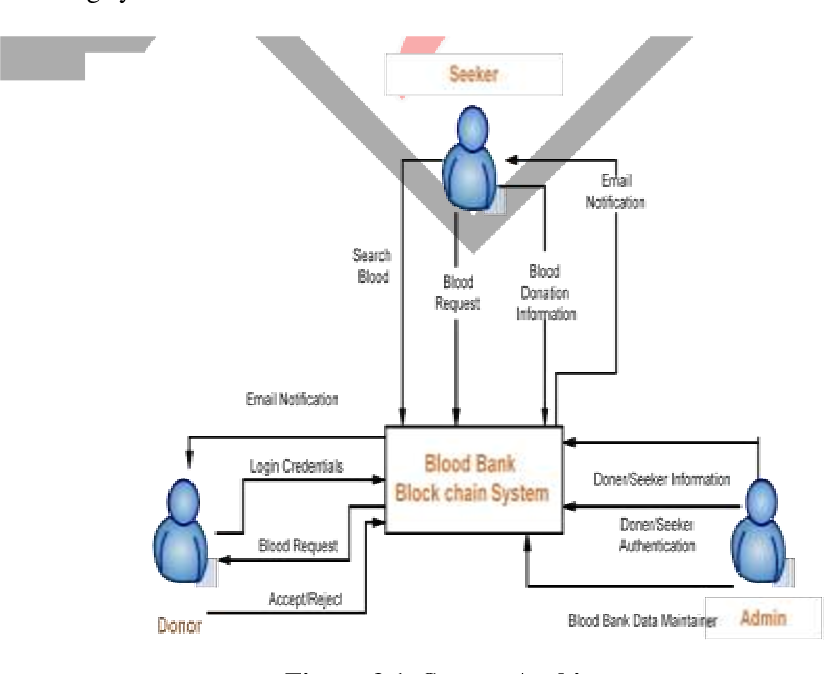 Seeker
Email
Notification
Search
Blood
Blood
Request
Blood
Donation
Information
Email Notification
Login Credentials
Blood Request
Accept/Reject
Donor
Blood Bank
Block chain System
Doner/Seeker Information
Doner/Seeker
Authentication
Blood Bank Data Maintainer
Admin